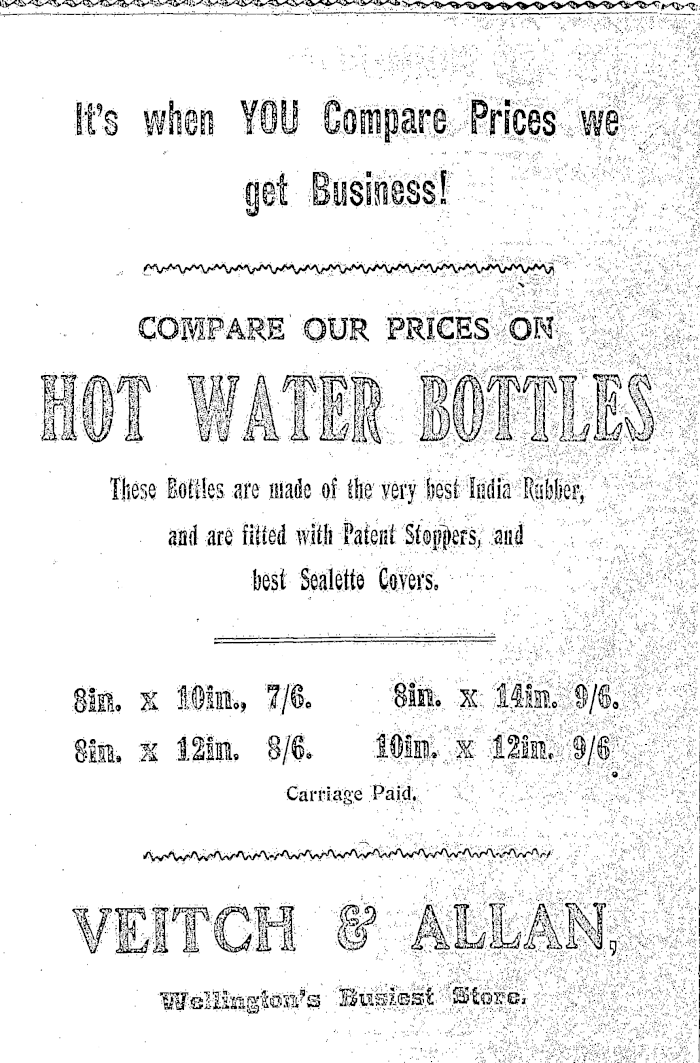 It's when YOU Compare Prices we
get Business!
COMPARE OUR PRICES ON
HOT WATER BOTTLES
These Bottles are made of the very best India Rubber,
and are fitted with Patent Stoppers, and
best Sealette Covers.
8in. x 10in., 7/6. 8in. x 14in. 9/6.
8in. x 12in. 8/6. 10in. x 12in. 9/6
Carriage Paid.
VEITCH & ALLAN,
Wellington's Busiest Store.